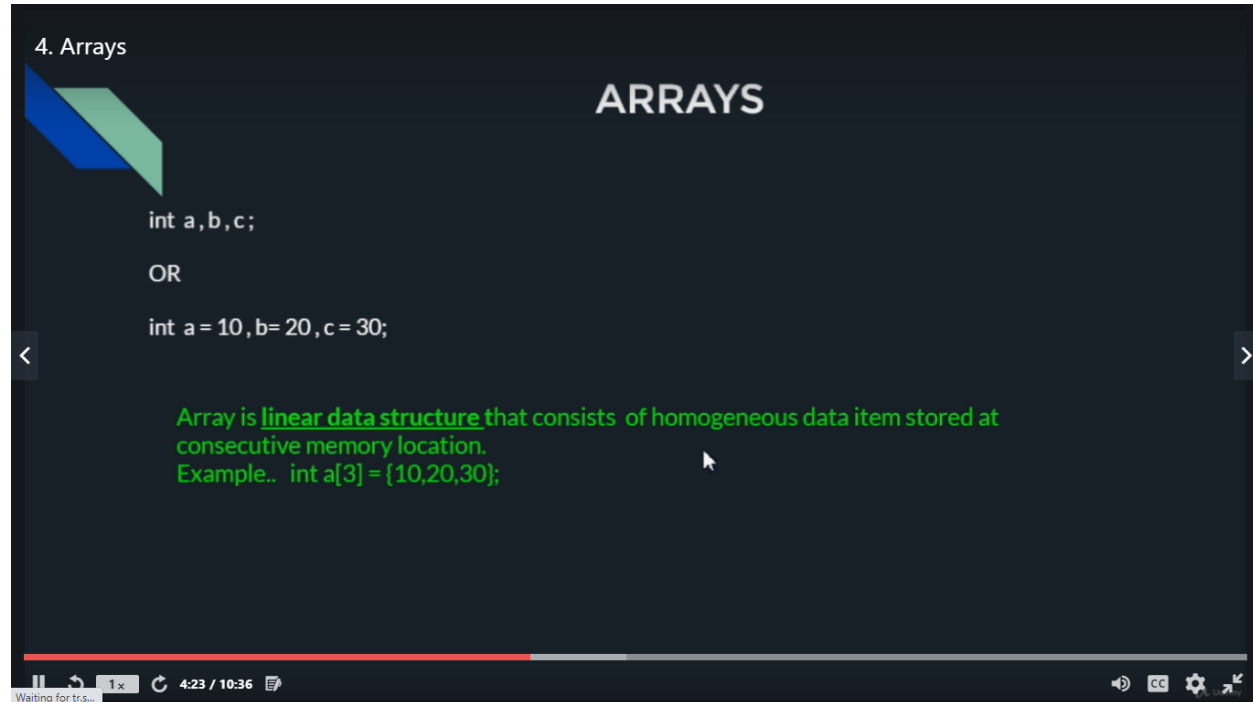 4. Arrays
ARRAYS
int a , b , c ;
OR
int a = 10 , b= 20 , c = 30;
Array is linear data structure that consists of homogeneous data item stored at
consecutive memory location.
Example.. int a[3] = {10,20,30};
1x
4:23 / 10:36
CC
Udemy
Waiting for tr.s...